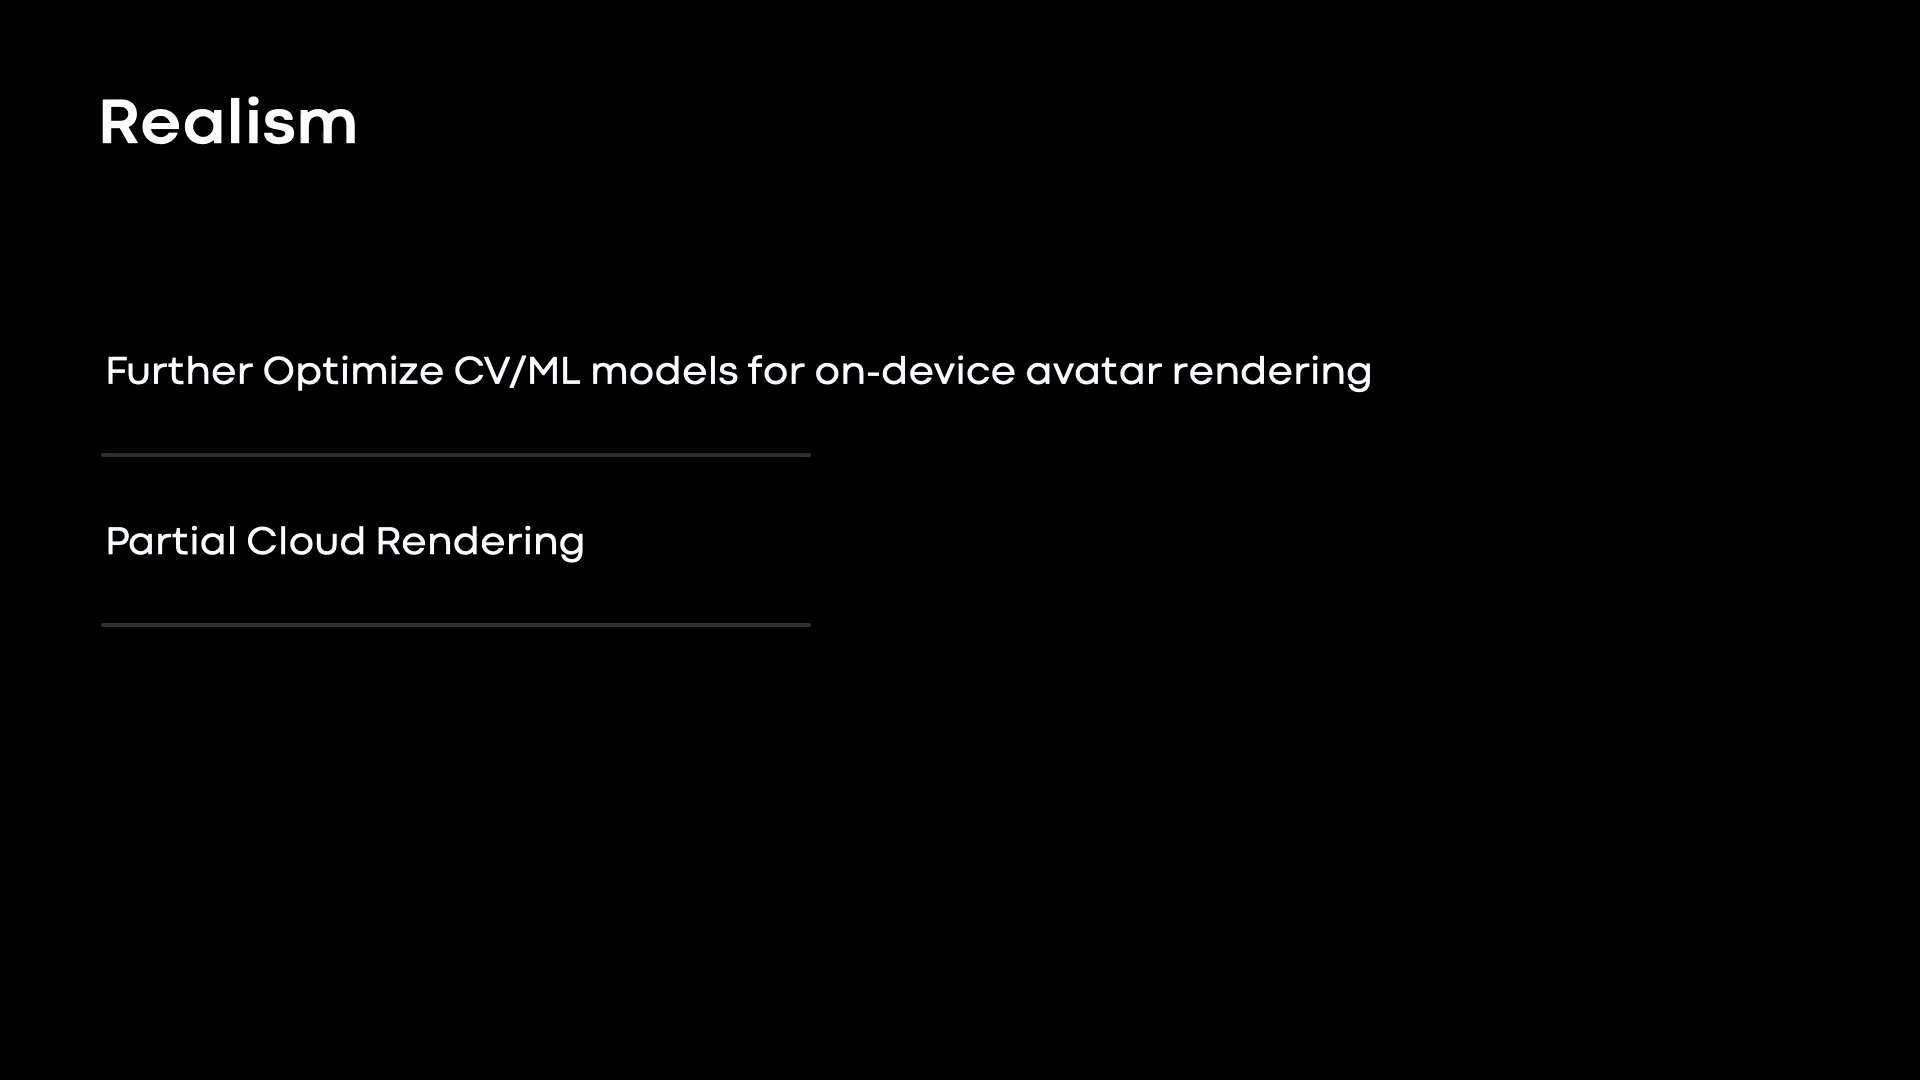 Realism
Further Optimize CV/ML models for on-device avatar rendering
Partial Cloud Rendering